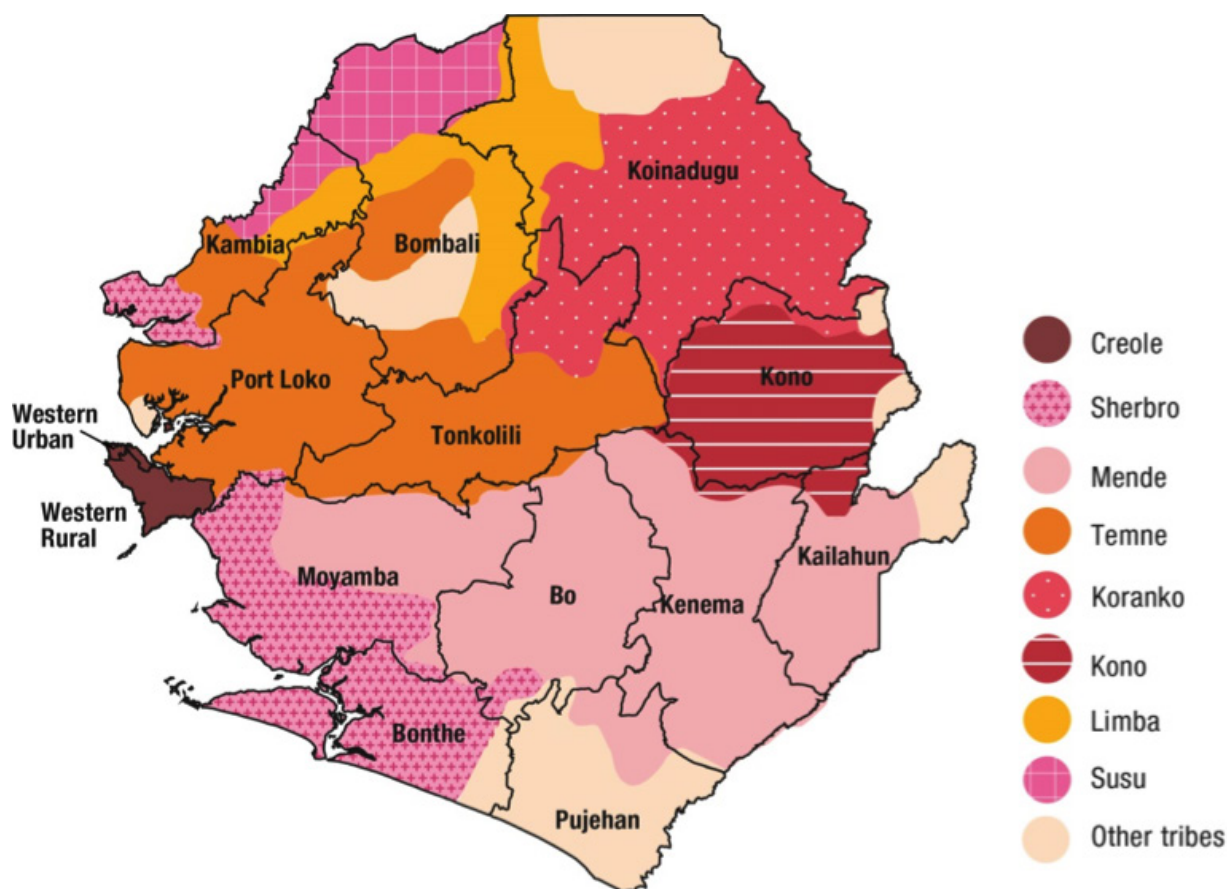 Koinadugu
Kambia
Bombali
Port Loko
Kono
Western
Urban
Tonkolili
Western
Rural
Moyamba
Bo
Kenema
Kailahun
Bonthe
Pujehan
Creole
Sherbro
Mende
Temne
Koranko
Kono
Limba
Susu
Other tribes